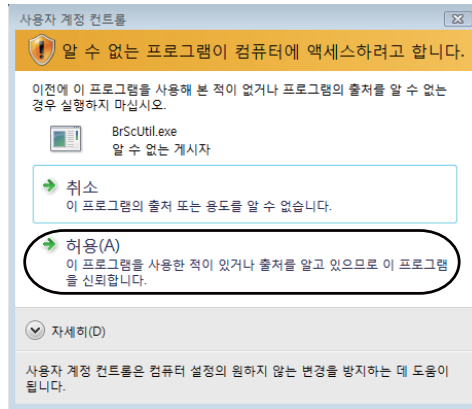 사용자 계정 컨트롤
알 수 없는 프로그램이 컴퓨터에 액세스하려고 합니다.
이전에 이 프로그램을 사용해 본 적이 없거나 프로그램의 출처를 알 수 없는
경우 실행하지 마십시오.
BrScUtil.exe
알 수 없는 게시자
취소
이 프로그램의 출처 또는 용도를 알 수 없습니다.
허용(A)
이 프로그램을 사용한 적이 있거나 출처를 알고 있으므로 이 프로그램
을 신뢰합니다.
자세히(D)
사용자 계정 컨트롤은 컴퓨터 설정의 원하지 않는 변경을 방지하는 데 도움이
됩니다.